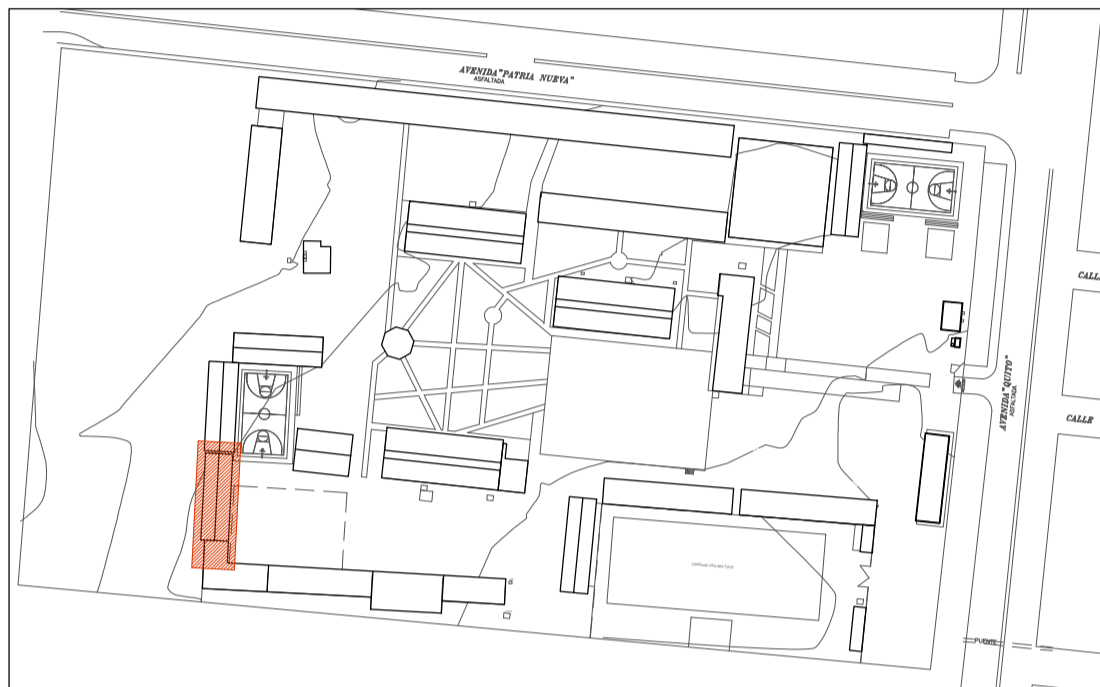 AVENIDA "PATRIA NUEVA"
ASFALTADA
CALLE
AVENIDA "QUITO"
ASFALTADA
CALLE
PUENTE